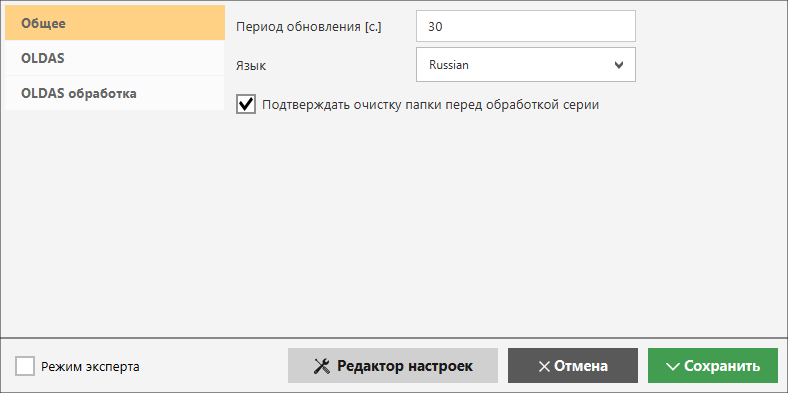 Общее
OLDAS
OLDAS обработка
Период обновления [с.] 30
Язык Russian
Подтверждать очистку папки перед обработкой серии
Режим эксперта
Редактор настроек
Отмена
Сохранить